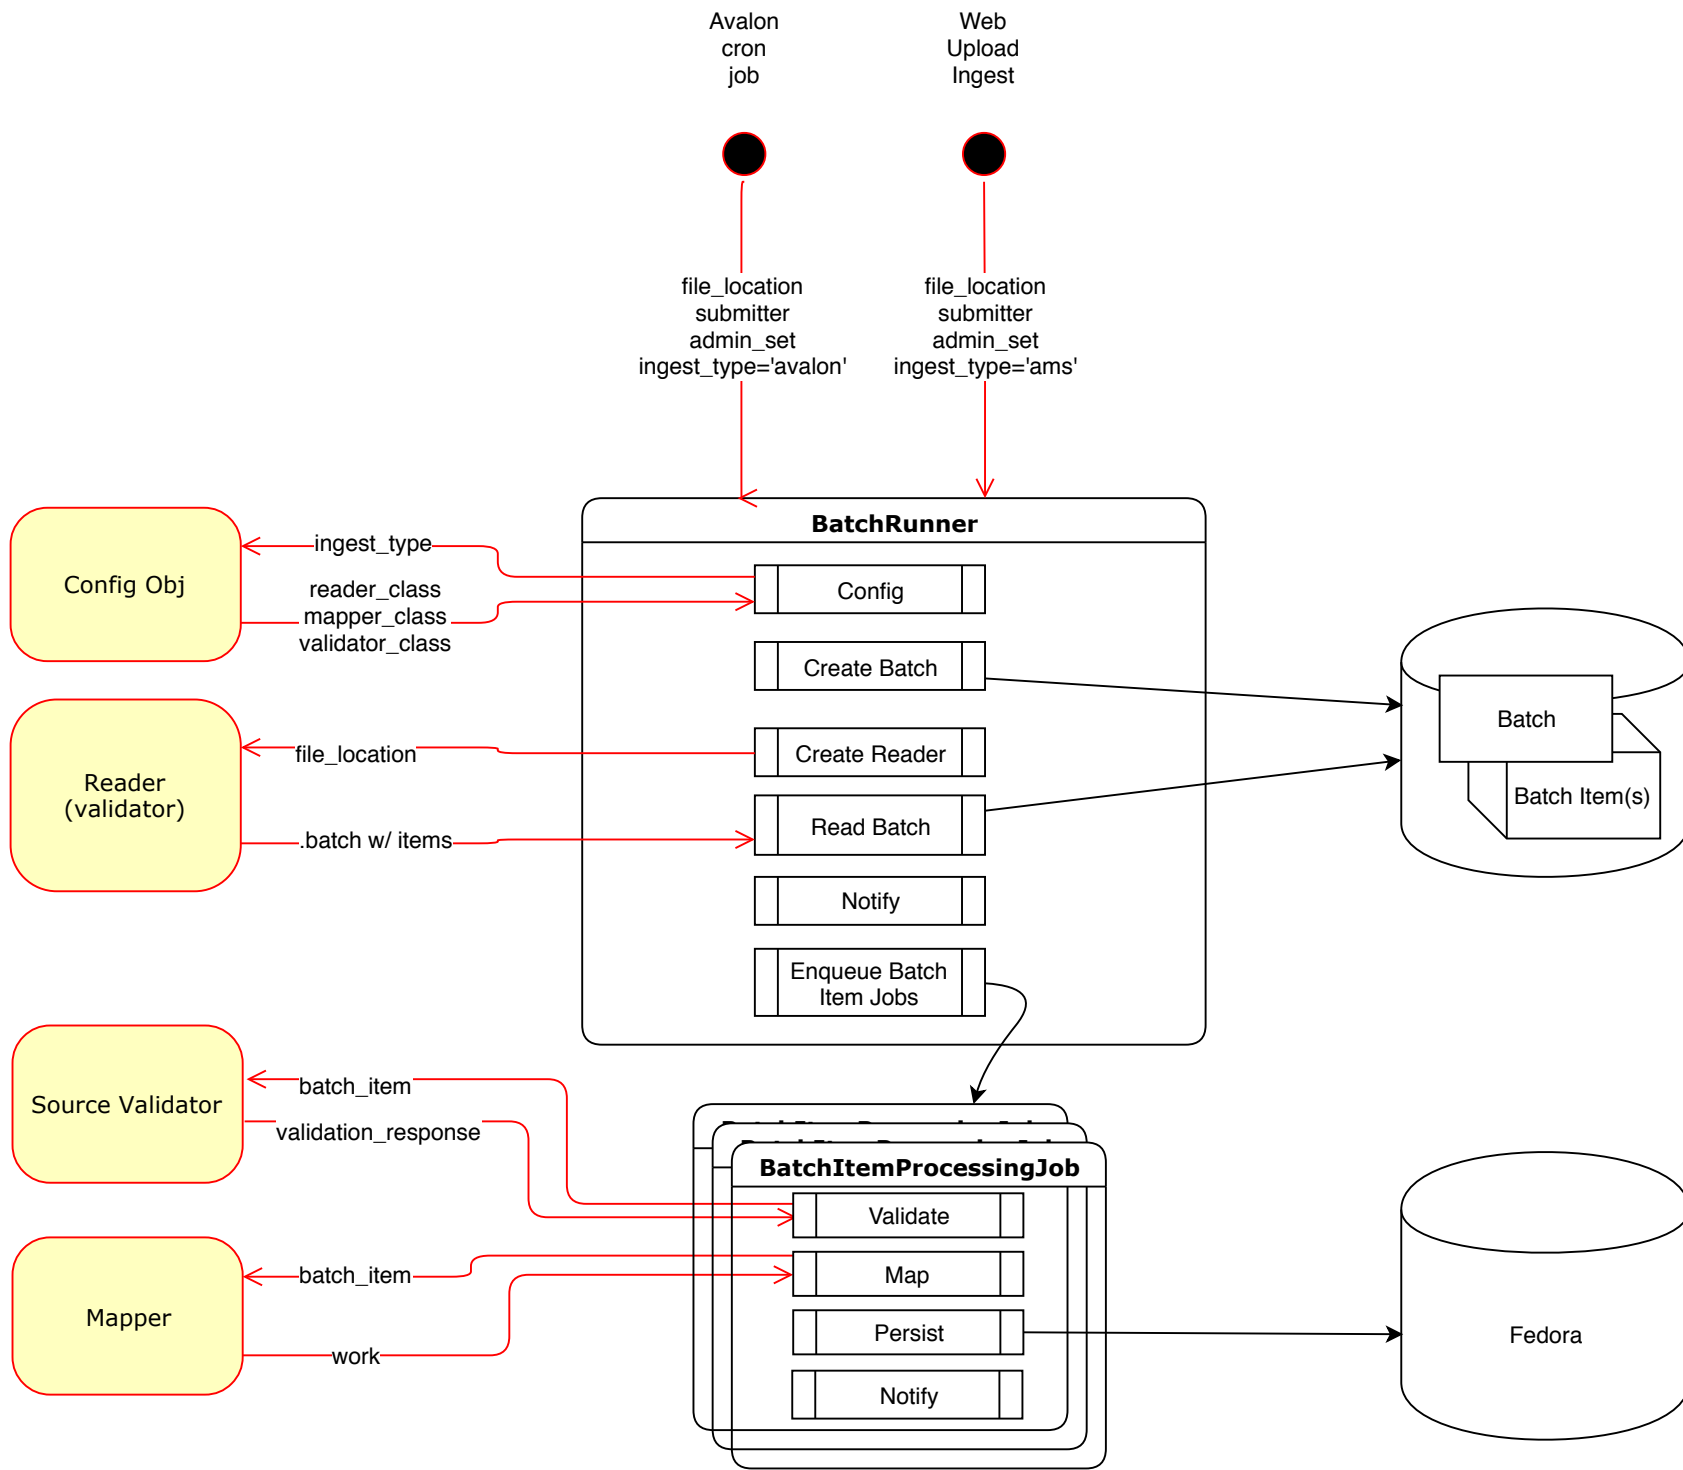 Avalon
cron
job
Web
Upload
Ingest
file_location
submitter
admin_set
ingest_type='avalon'
file_location
submitter
admin_set
ingest_type='ams'
BatchRunner
Config Obj
ingest_type
reader_class
mapper_class
validator_class
Config
Create Batch
Reader
(validator)
file_location
.batch w/ items
Create Reader
Read Batch
Notify
Enqueue Batch
Item Jobs
Batch
Batch Item(s)
Source Validator
batch_item
validation_response
BatchItemProcessingJob
Validate
Mapper
batch_item
work
Map
Persist
Notify
Fedora